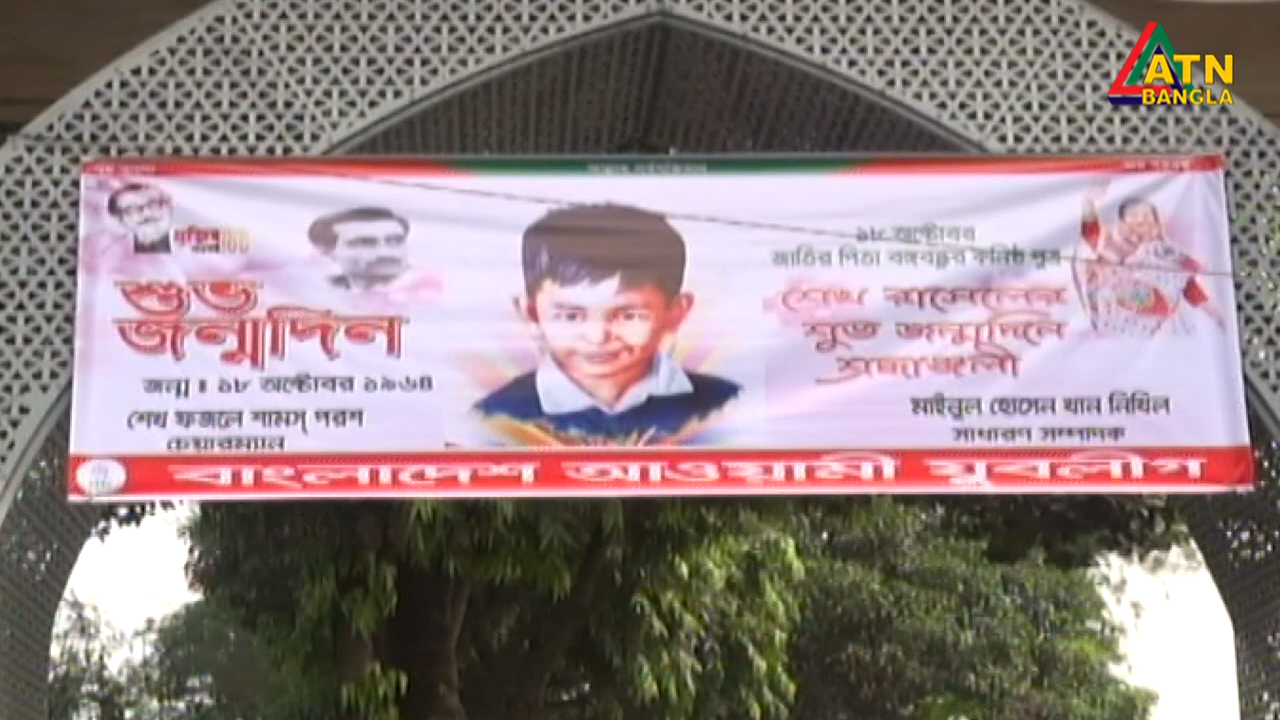 ATN
BANGLA
শুভ
জন্মদিন
জন্ম ঃ ১৮ অক্টোবর ১৯৬৪
শেখ ফজলে শামস্ পরশ
চেয়ারম্যান
১৮ অক্টোবর
জাতির পিতা বঙ্গবন্ধুর কনিষ্ঠ পুত্র
শেখ রাসেলের
শুভ জন্মদিনে
শ্রদ্ধাঞ্জলী
মাইনুল হোসেন খান নিখিল
সাধারণ সম্পাদক
বাংলাদেশ আওয়ামী যুবলীগ